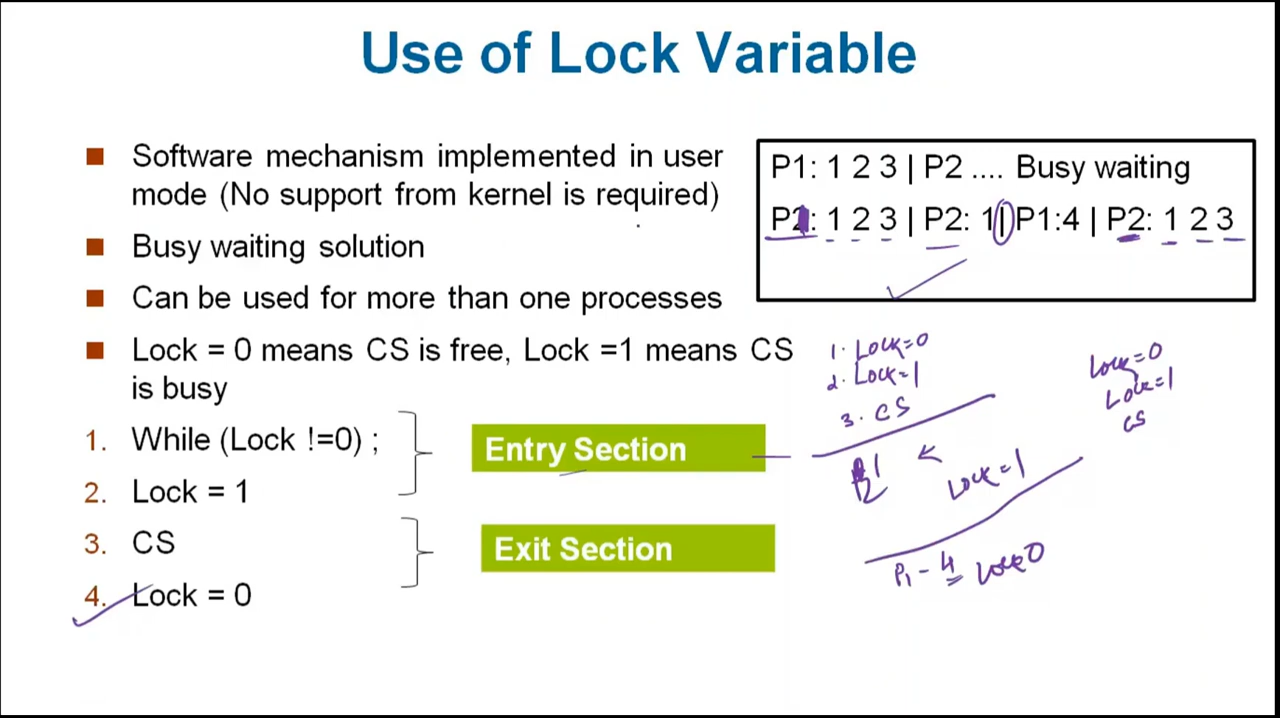 Use of Lock Variable
Software mechanism implemented in user
mode (No support from kernel is required)
Busy waiting solution
Can be used for more than one processes
Lock = 0 means CS is free, Lock =1 means CS
is busy
1. While (Lock !=0) ;
2. Lock = 1
3. CS
4. Lock = 0
Entry Section
Exit Section
P1: 1 2 3 | P2 .... Busy waiting
P1: 1 2 3 | P2: 1| P1:4 | P2: 1 2 3
1. Lock=0
2. Lock=1
3. CS
Lock=1
P1 - 4 Lock 0
Lock=0
Lock=1
CS